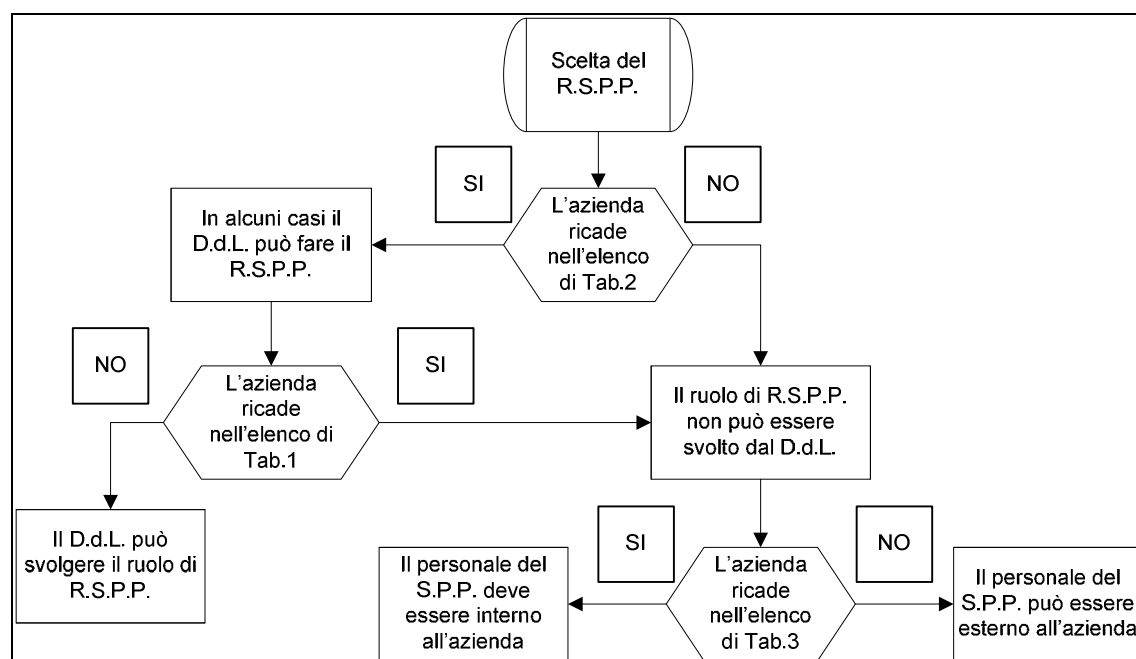 Scelta del
R.S.P.P.
SI
NO
L'azienda
ricade
nell'elenco
di Tab.2
In alcuni casi il
D.d.L. può fare il
R.S.P.P.
NO
SI
L'azienda
ricade
nell'elenco di
Tab.1
Il ruolo di R.S.P.P.
non può essere
svolto dal D.d.L.
Il D.d.L. può
svolgere il ruolo di
R.S.P.P.
SI
NO
Il personale del
S.P.P. deve
essere interno
all'azienda
L'azienda
ricade
nell'elenco
di Tab.3
Il personale del
S.P.P. può essere
esterno all'azienda